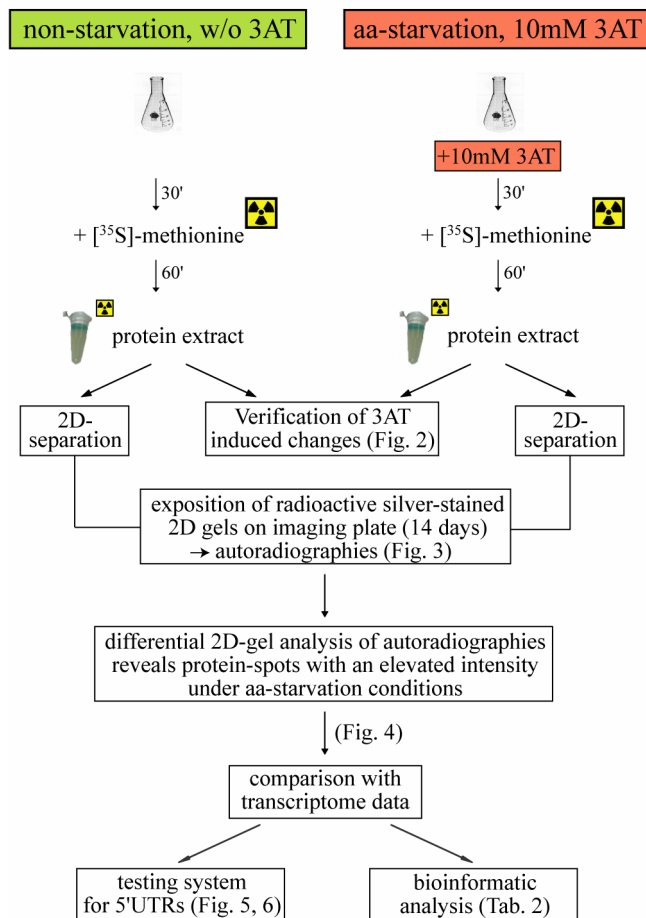 non-starvation, w/o 3AT
aa-starvation, 10mM 3AT
+10mM 3AT
30'
30'
+ [³⁵S]-methionine
+ [³⁵S]-methionine
60'
60'
protein extract
protein extract
2D-
separation
Verification of 3AT
induced changes (Fig. 2)
2D-
separation
exposition of radioactive silver-stained
2D gels on imaging plate (14 days)
→ autoradiographies (Fig. 3)
differential 2D-gel analysis of autoradiographies
reveals protein-spots with an elevated intensity
under aa-starvation conditions
(Fig. 4)
comparison with
transcriptome data
testing system
for 5'UTRs (Fig. 5, 6)
bioinformatic
analysis (Tab. 2)